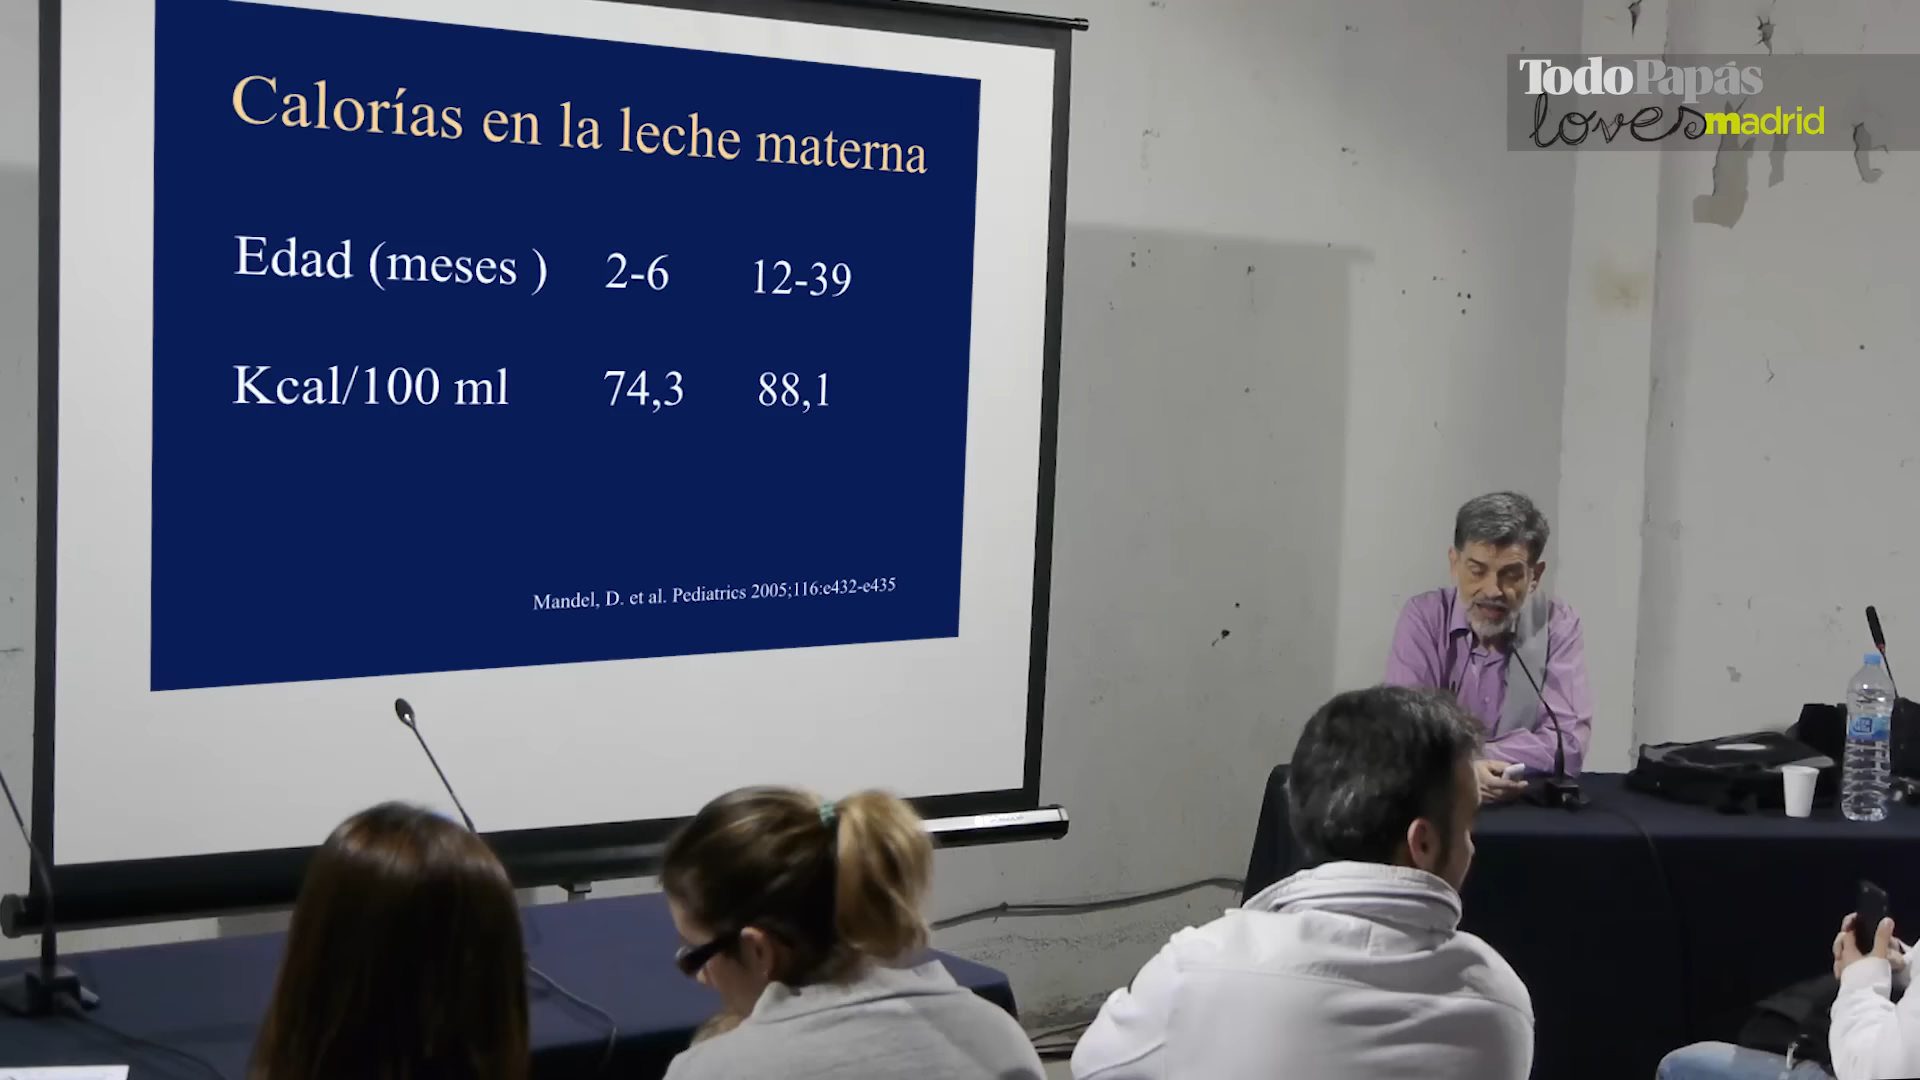 Calorías en la leche materna
Edad (meses ) 2-6 12-39
Kcal/100 ml 74,3 88,1
Mandel, D. et al. Pediatrics 2005;116:e432-e435
TodoPapás
loves madrid